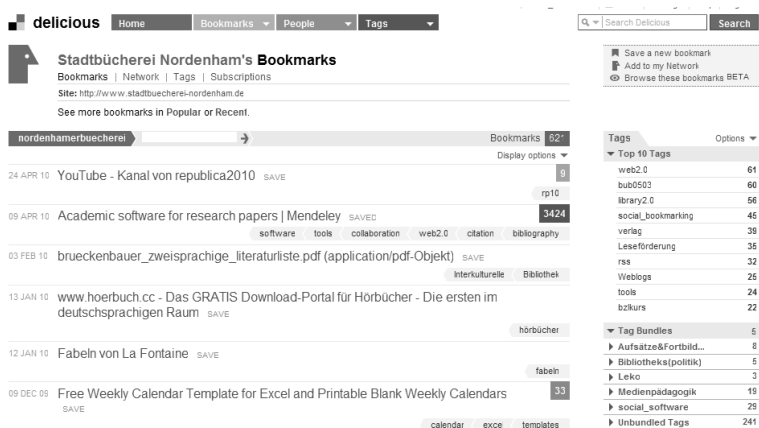 delicious Home Bookmarks People Tags Search Delicious Search
Stadtbücherei Nordenham's Bookmarks
Bookmarks | Network | Tags | Subscriptions
Site: http://www.stadtbuecherei-nordenham.de
See more bookmarks in Popular or Recent.
Save a new bookmark
Add to my Network
Browse these bookmarks BETA
nordenhamerbuecherei Bookmarks
Display options
24 APR 10 YouTube - Kanal von republica2010 SAVE 9
rp10
09 APR 10 Academic software for research papers | Mendeley SAVED 3424
software tools collaboration web2.0 citation bibliography
03 FEB 10 brueckenbauer_zweisprachige_literaturliste.pdf (application/pdf-Objekt) SAVE
Interkulturelle Bibliothek
13 JAN 10 www.hoerbuch.cc - Das GRATIS Download-Portal für Hörbücher - Die ersten im
deutschsprachigen Raum SAVE
hörbücher
12 JAN 10 Fabeln von La Fontaine SAVE
fabeln
09 DEC 09 Free Weekly Calendar Template for Excel and Printable Blank Weekly Calendars 33
SAVE
calendar exce templates
Tags Options
Top 10 Tags
web2.0 61
bub0503 60
library2.0 56
social_bookmarking 45
verlag 39
Leseförderung 35
rss 32
Weblogs 25
tools 24
bzlkurs 22
Tag Bundles 5
Aufsätze&Fortbild... 8
Bibliotheks(politik) 5
Leko 3
Medienpädagogik 19
social_software 29
Unbundled Tags 241